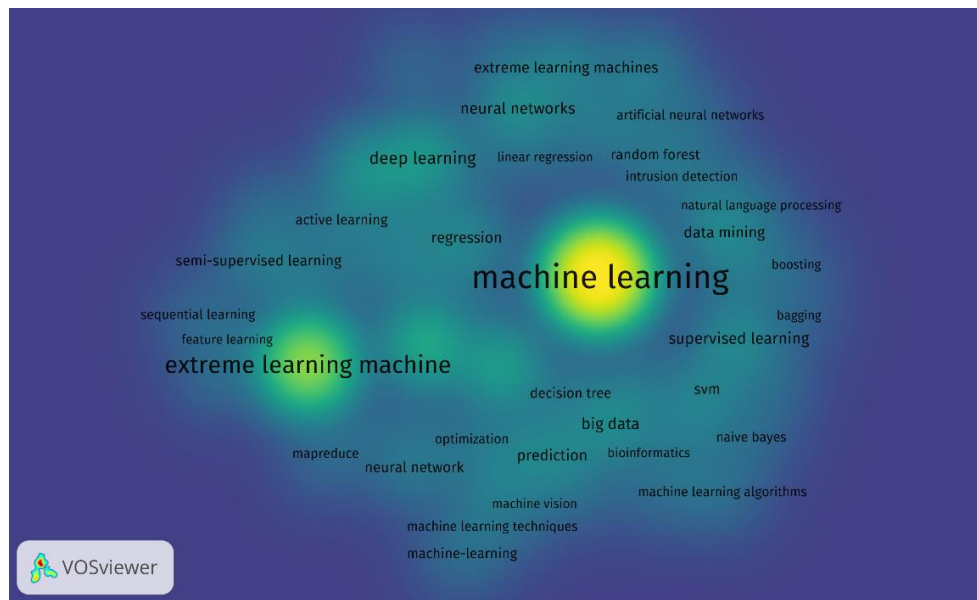 extreme learning machines
neural networks
artificial neural networks
deep learning
linear regression
random forest
intrusion detection
natural language processing
active learning
data mining
regression
semi-supervised learning
boosting
machine learning
sequential learning
bagging
feature learning
supervised learning
extreme learning machine
decision tree
svm
big data
optimization
naive bayes
mapreduce
prediction
bioinformatics
neural network
machine learning algorithms
machine vision
machine learning techniques
machine-learning
VOSviewer